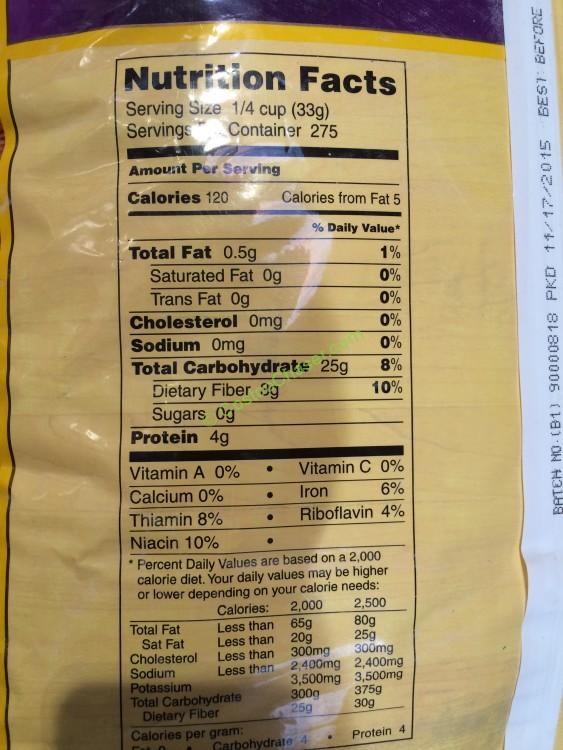 Nutrition Facts
Serving Size 1/4 cup (33g)
Servings Container 275
Amount Per Serving
Calories 120 Calories from Fat 5
% Daily Value*
Total Fat 0.5g 1%
Saturated Fat 0g 0%
Trans Fat 0g 0%
Cholesterol 0mg 0%
Sodium 0mg 0%
Total Carbohydrate 25g 8%
Dietary Fiber 3g 10%
Sugars 0g
Protein 4g
Vitamin A 0% • Vitamin C 0%
Calcium 0% • Iron 6%
Thiamin 8% • Riboflavin 4%
Niacin 10% •
* Percent Daily Values are based on a 2,000
calorie diet. Your daily values may be higher
or lower depending on your calorie needs:
Calories: 2,000 2,500
Total Fat Less than 65g 80g
Sat Fat Less than 20g 25g
Cholesterol Less than 300mg 300mg
Sodium Less than 2,400mg 2,400mg
Potassium 3,500mg 3,500mg
Total Carbohydrate 300g 375g
Dietary Fiber 25g 30g
Calories per gram:
Fat 9 • Carbohydrate 4 • Protein 4
BATCH NO.(B1) 90000818 PKD 11/17/2015 BEST BEFORE